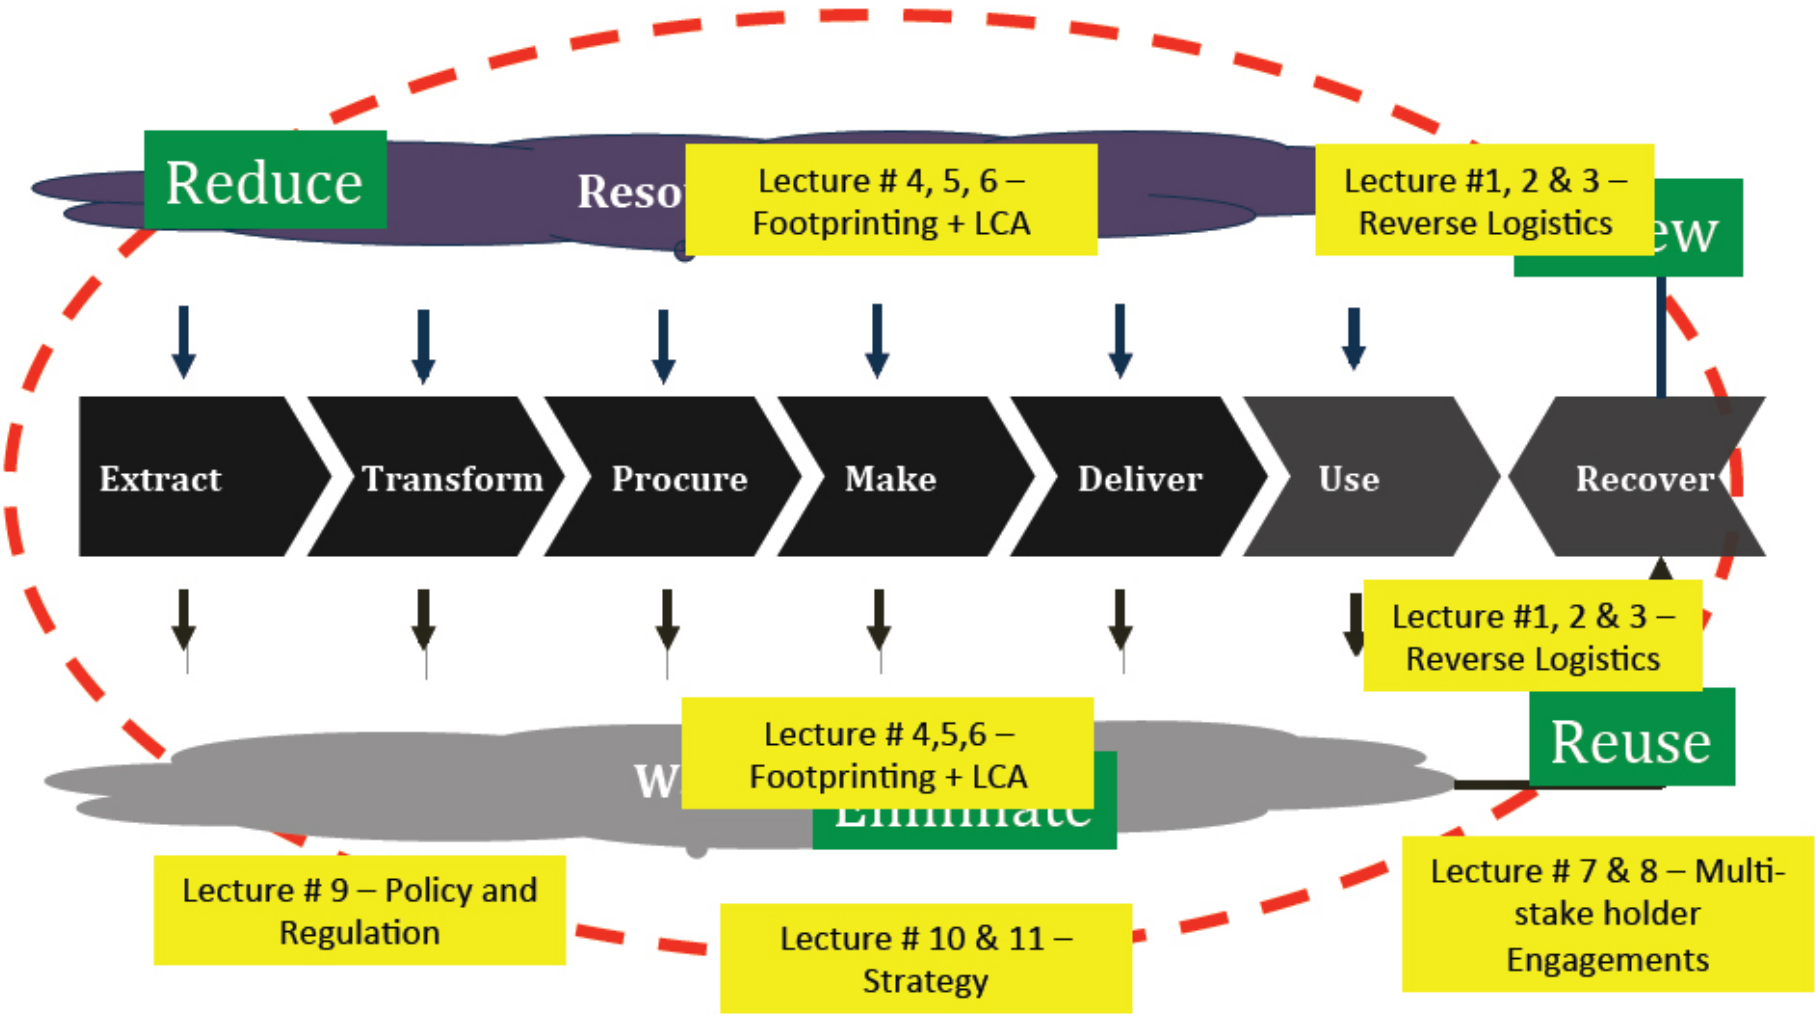 Reduce
Reso
Lecture # 4, 5, 6 –
Footprinting + LCA
Lecture #1, 2 & 3 –
Reverse Logistics
ew
Extract
Transform
Procure
Make
Deliver
Use
Recover
Lecture #1, 2 & 3 –
Reverse Logistics
Reuse
W
Lecture # 4,5,6 –
Footprinting + LCA
Eliminate
Lecture # 9 – Policy and
Regulation
Lecture # 10 & 11 –
Strategy
Lecture # 7 & 8 – Multi-
stake holder
Engagements